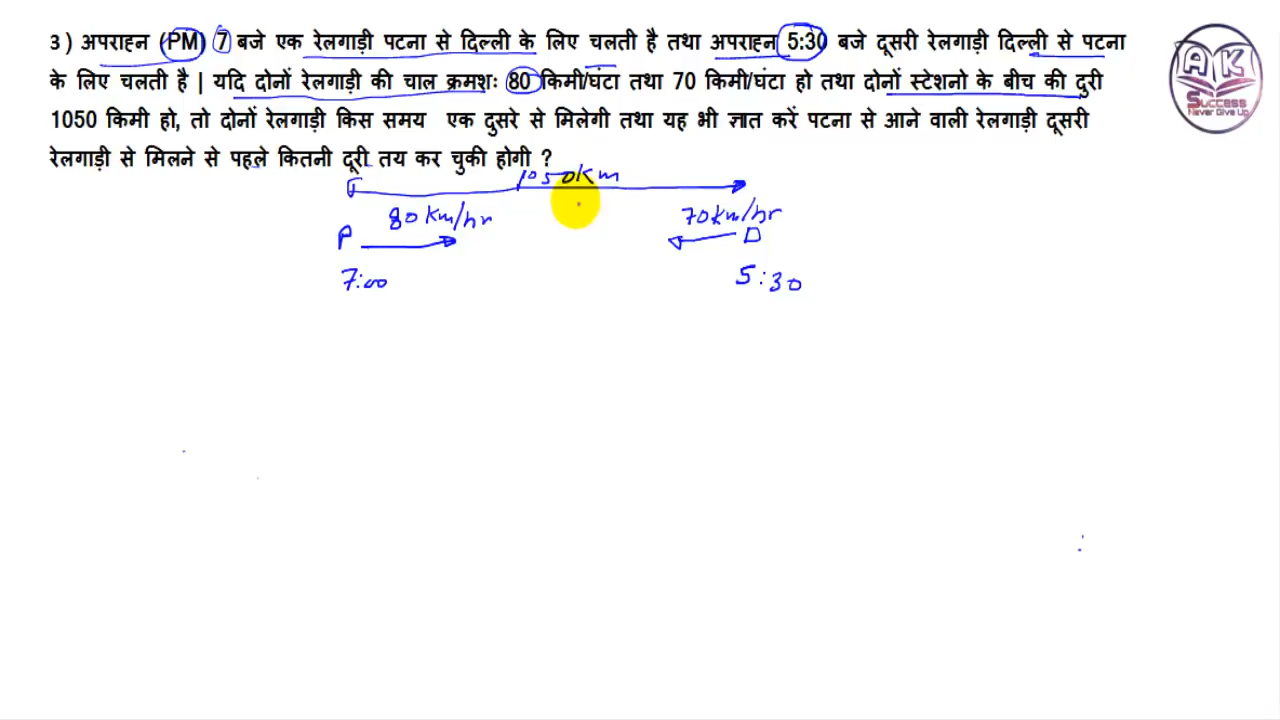 3 ) अपराह्न (PM) 7 बजे एक रेलगाड़ी पटना से दिल्ली के लिए चलती है तथा अपराह्न 5:30 बजे दूसरी रेलगाड़ी दिल्ली से पटना
के लिए चलती है | यदि दोनों रेलगाड़ी की चाल क्रमशः 80 किमी/घंटा तथा 70 किमी/घंटा हो तथा दोनों स्टेशनो के बीच की दुरी
1050 किमी हो, तो दोनों रेलगाड़ी किस समय एक दुसरे से मिलेगी तथा यह भी ज्ञात करें पटना से आने वाली रेलगाड़ी दूसरी
रेलगाड़ी से मिलने से पहले कितनी दूरी तय कर चुकी होगी ?
1050km
80km/hr 70km/hr
P D
7:00 5:30
AK
Success
Never Give Up